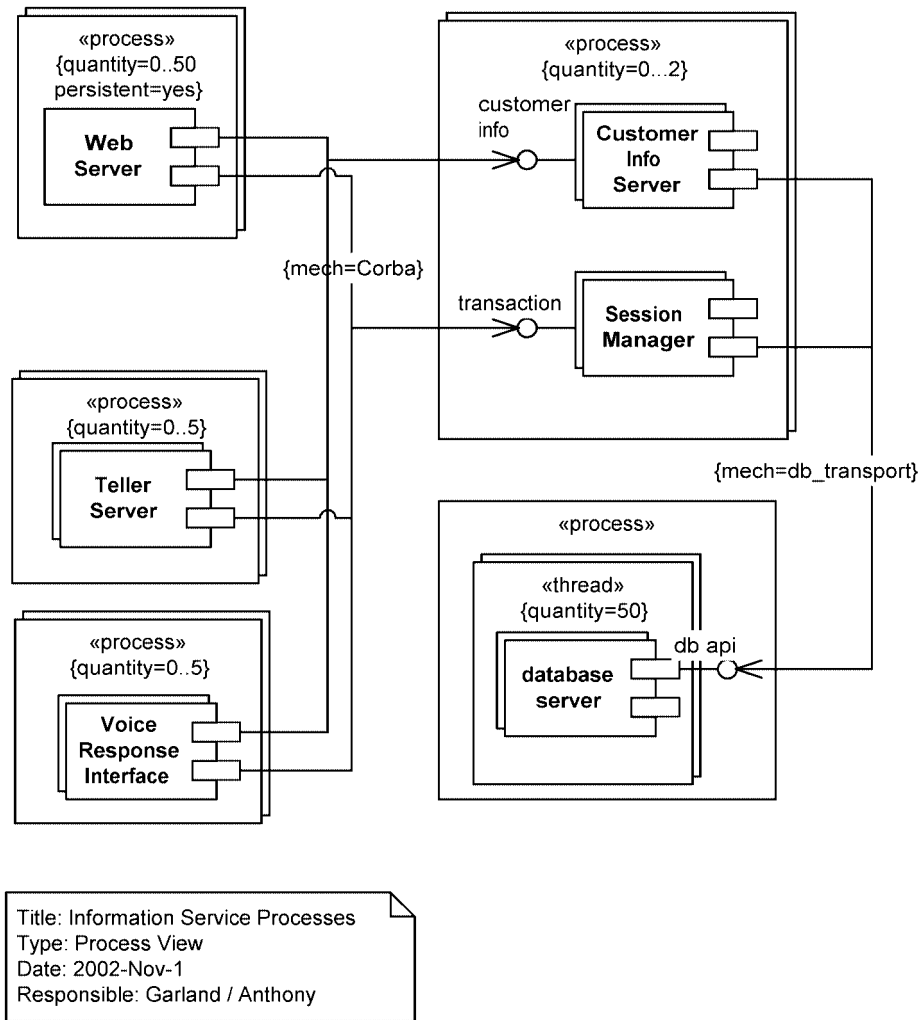 «process»
{quantity=0..50
persistent=yes}
Web
Server
«process»
{quantity=0...2}
customer
info
Customer
Info
Server
{mech=Corba}
transaction
Session
Manager
«process»
{quantity=0..5}
Teller
Server
{mech=db_transport}
«process»
«thread»
{quantity=50}
db api
database
server
«process»
{quantity=0..5}
Voice
Response
Interface
Title: Information Service Processes
Type: Process View
Date: 2002-Nov-1
Responsible: Garland / Anthony